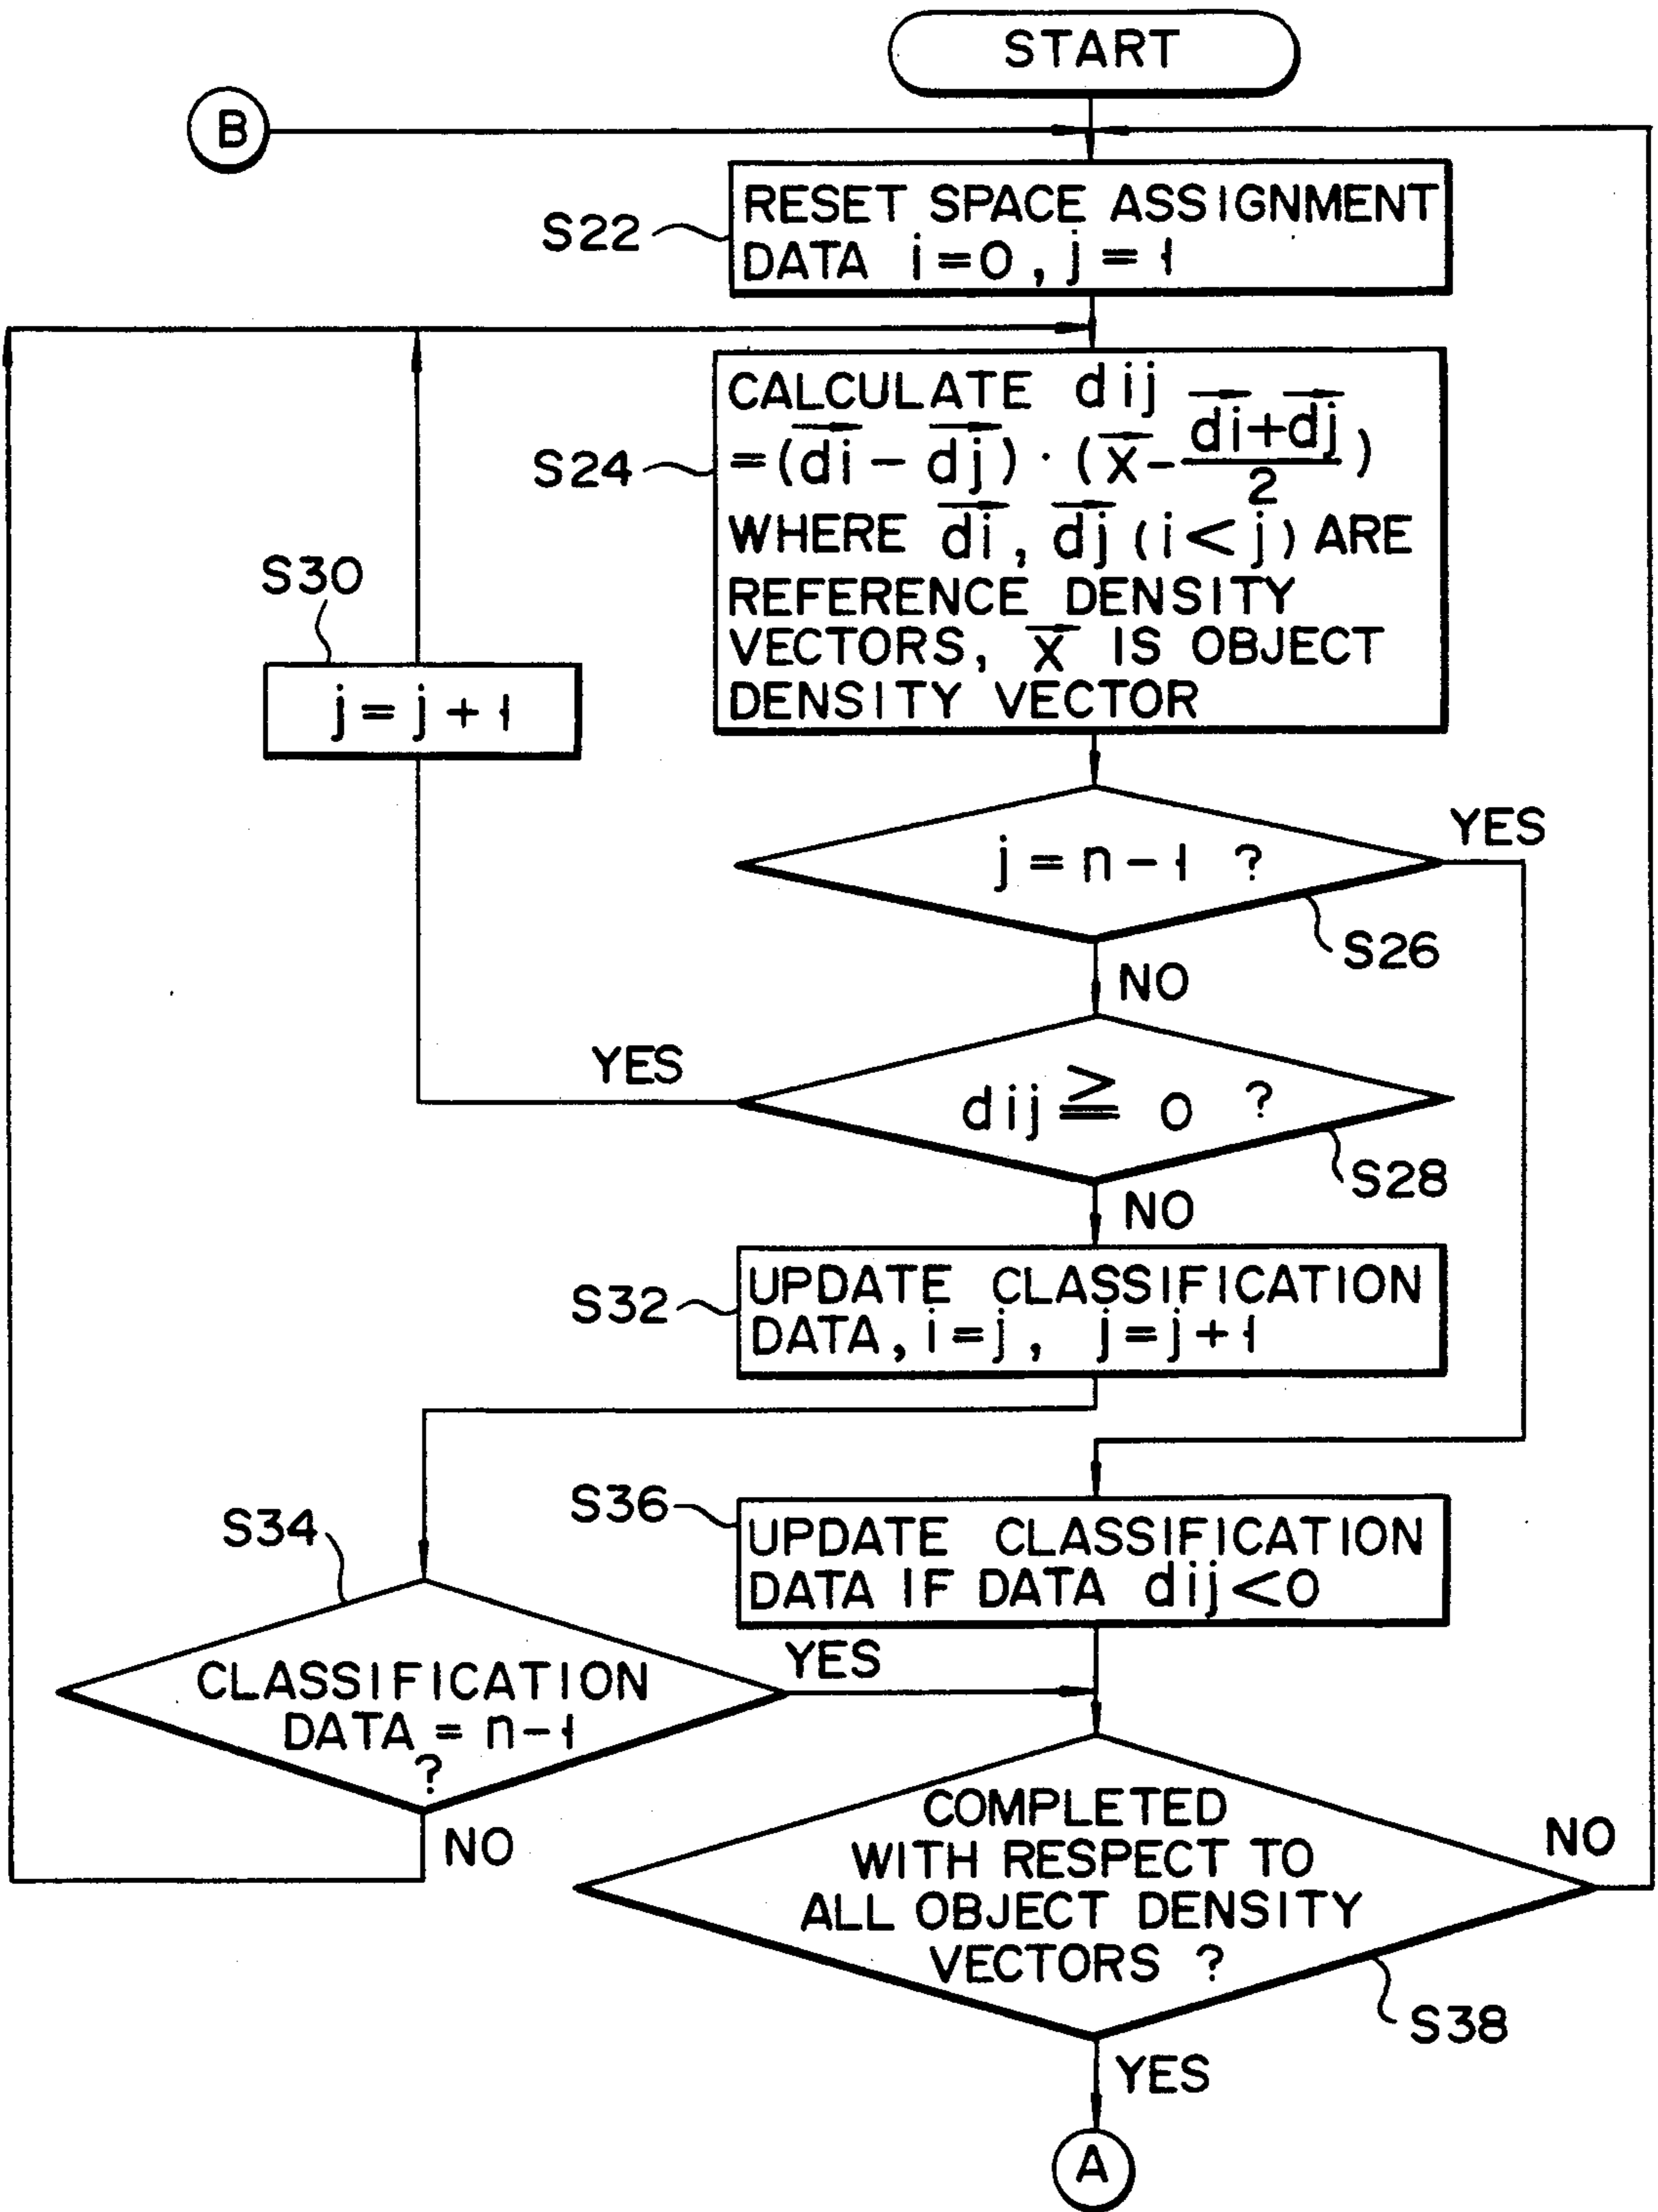 START
B
S22
RESET SPACE ASSIGNMENT
DATA i=0, j=1
S24
CALCULATE dij
=(di→ - dj→)·(x→ - (di→+dj→)/2)
WHERE di→, dj→ (i<j) ARE
REFERENCE DENSITY
VECTORS, x→ IS OBJECT
DENSITY VECTOR
S30
j=j+1
j=n-1 ?
YES
S26
NO
YES
dij≧0 ?
S28
NO
S32
UPDATE CLASSIFICATION
DATA, i=j, j=j+1
S36
UPDATE CLASSIFICATION
DATA IF DATA dij<0
S34
CLASSIFICATION
DATA = n-1
?
YES
NO
COMPLETED
WITH RESPECT TO
ALL OBJECT DENSITY
VECTORS ?
NO
S38
YES
A